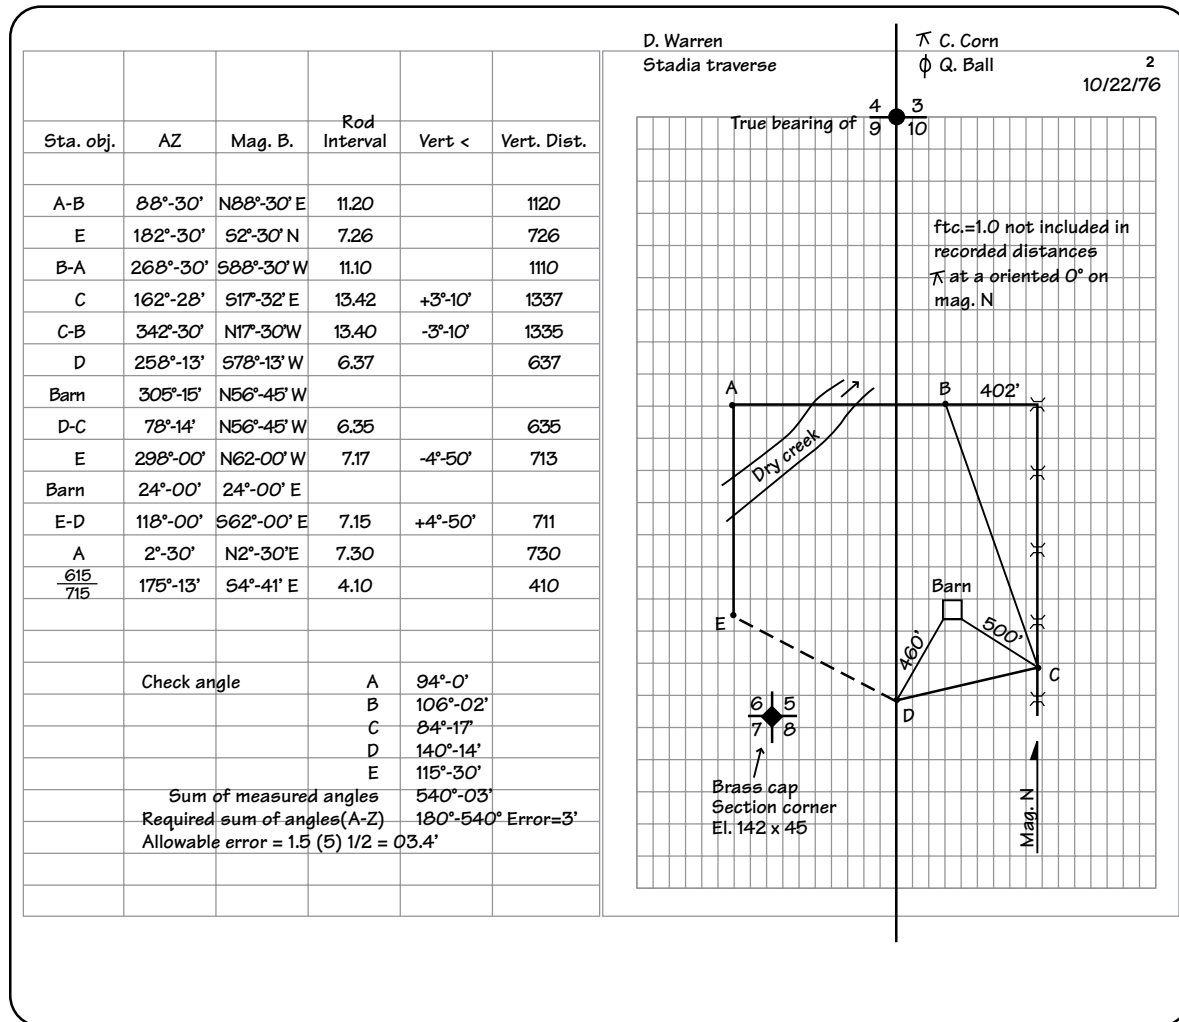 D. Warren
Stadia traverse
⊼ C. Corn
ϕ Q. Ball
2
10/22/76
Sta. obj. AZ Mag. B. Rod Interval Vert < Vert. Dist.
A-B 88°-30' N88°-30' E 11.20 1120
E 182°-30' S2°-30' N 7.26 726
B-A 268°-30' S88°-30' W 11.10 1110
C 162°-28' S17°-32' E 13.42 +3°-10' 1337
C-B 342°-30' N17°-30'W 13.40 -3°-10' 1335
D 258°-13' S78°-13' W 6.37 637
Barn 305°-15' N56°-45' W
D-C 78°-14' N56°-45' W 6.35 635
E 298°-00' N62-00' W 7.17 -4°-50' 713
Barn 24°-00' 24°-00' E
E-D 118°-00' S62°-00' E 7.15 +4°-50' 711
A 2°-30' N2°-30'E 7.30 730
615
715 175°-13' S4°-41' E 4.10 410
Check angle A 94°-0'
B 106°-02'
C 84°-17'
D 140°-14'
E 115°-30'
Sum of measured angles 540°-03'
Required sum of angles(A-Z) 180°-540° Error=3'
Allowable error = 1.5 (5) 1/2 = 03.4'
True bearing of
4 3
9 10
ftc.=1.0 not included in
recorded distances
⊼ at a oriented 0° on
mag. N
A
B
402'
Dry creek
Barn
E
460'
500'
C
D
6 5
7 8
Brass cap
Section corner
El. 142 x 45
Mag. N